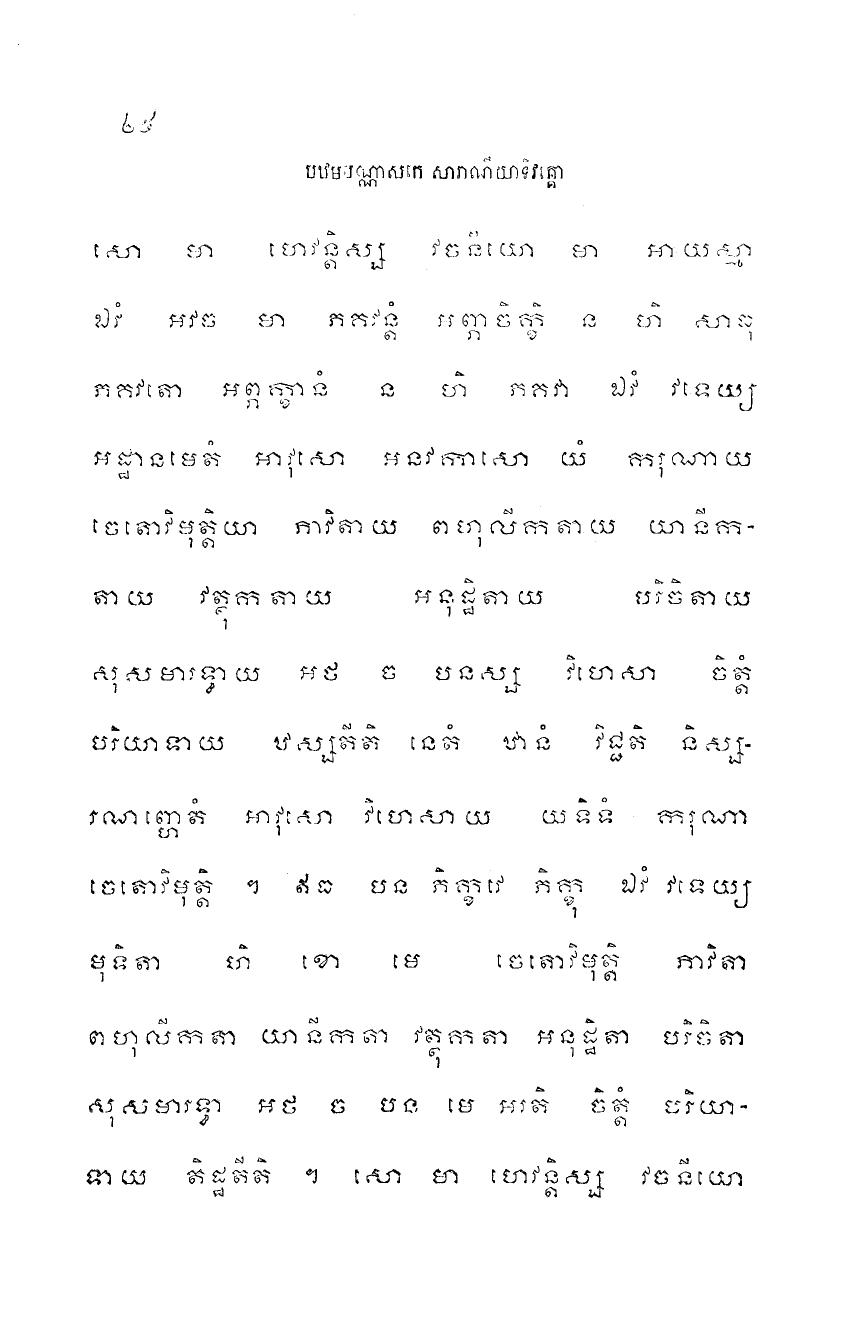 ២៩
បឋមបណ្ណាសកេ សារាណីយាទិវគ្គោ
សោ មា ហេវន្តិស្ស វចនីយោ មា អាយស្មា
ឯវំ អវច មា ភគវន្តំ អព្ភាចិក្ខិ ន ហិ សាធុ
ភគវតោ អព្ភក្ខានំ ន ហិ ភគវា ឯវំ វទេយ្យ
អដ្ឋានមេតំ អាវុសោ អនវកាសោ យំ ករុណាយ
ចេតោវិមុត្តិយា ភាវិតាយ ពហុលីកតាយ យានីក-
តាយ វត្ថុកតាយ អនុដ្ឋិតាយ បរិចិតាយ
សុសមារទ្ធាយ អថ ច បនស្ស វិហេសា ចិត្តំ
បរិយាទាយ ឋស្សតីតិ នេតំ ឋានំ វិជ្ជតិ និស្ស-
រណញ្ហេតំ អាវុសោ វិហេសាយ យទិទំ ករុណា
ចេតោវិមុត្តិ ។ ឥធ បន ភិក្ខវេ ភិក្ខុ ឯវំ វទេយ្យ
មុទិតា ហិ ខោ មេ ចេតោវិមុត្តិ ភាវិតា
ពហុលីកតា យានីកតា វត្ថុកតា អនុដ្ឋិតា បរិចិតា
សុសមារទ្ធា អថ ច បន មេ អរតិ ចិត្តំ បរិយា-
ទាយ តិដ្ឋតីតិ ។ សោ មា ហេវន្តិស្ស វចនីយោ